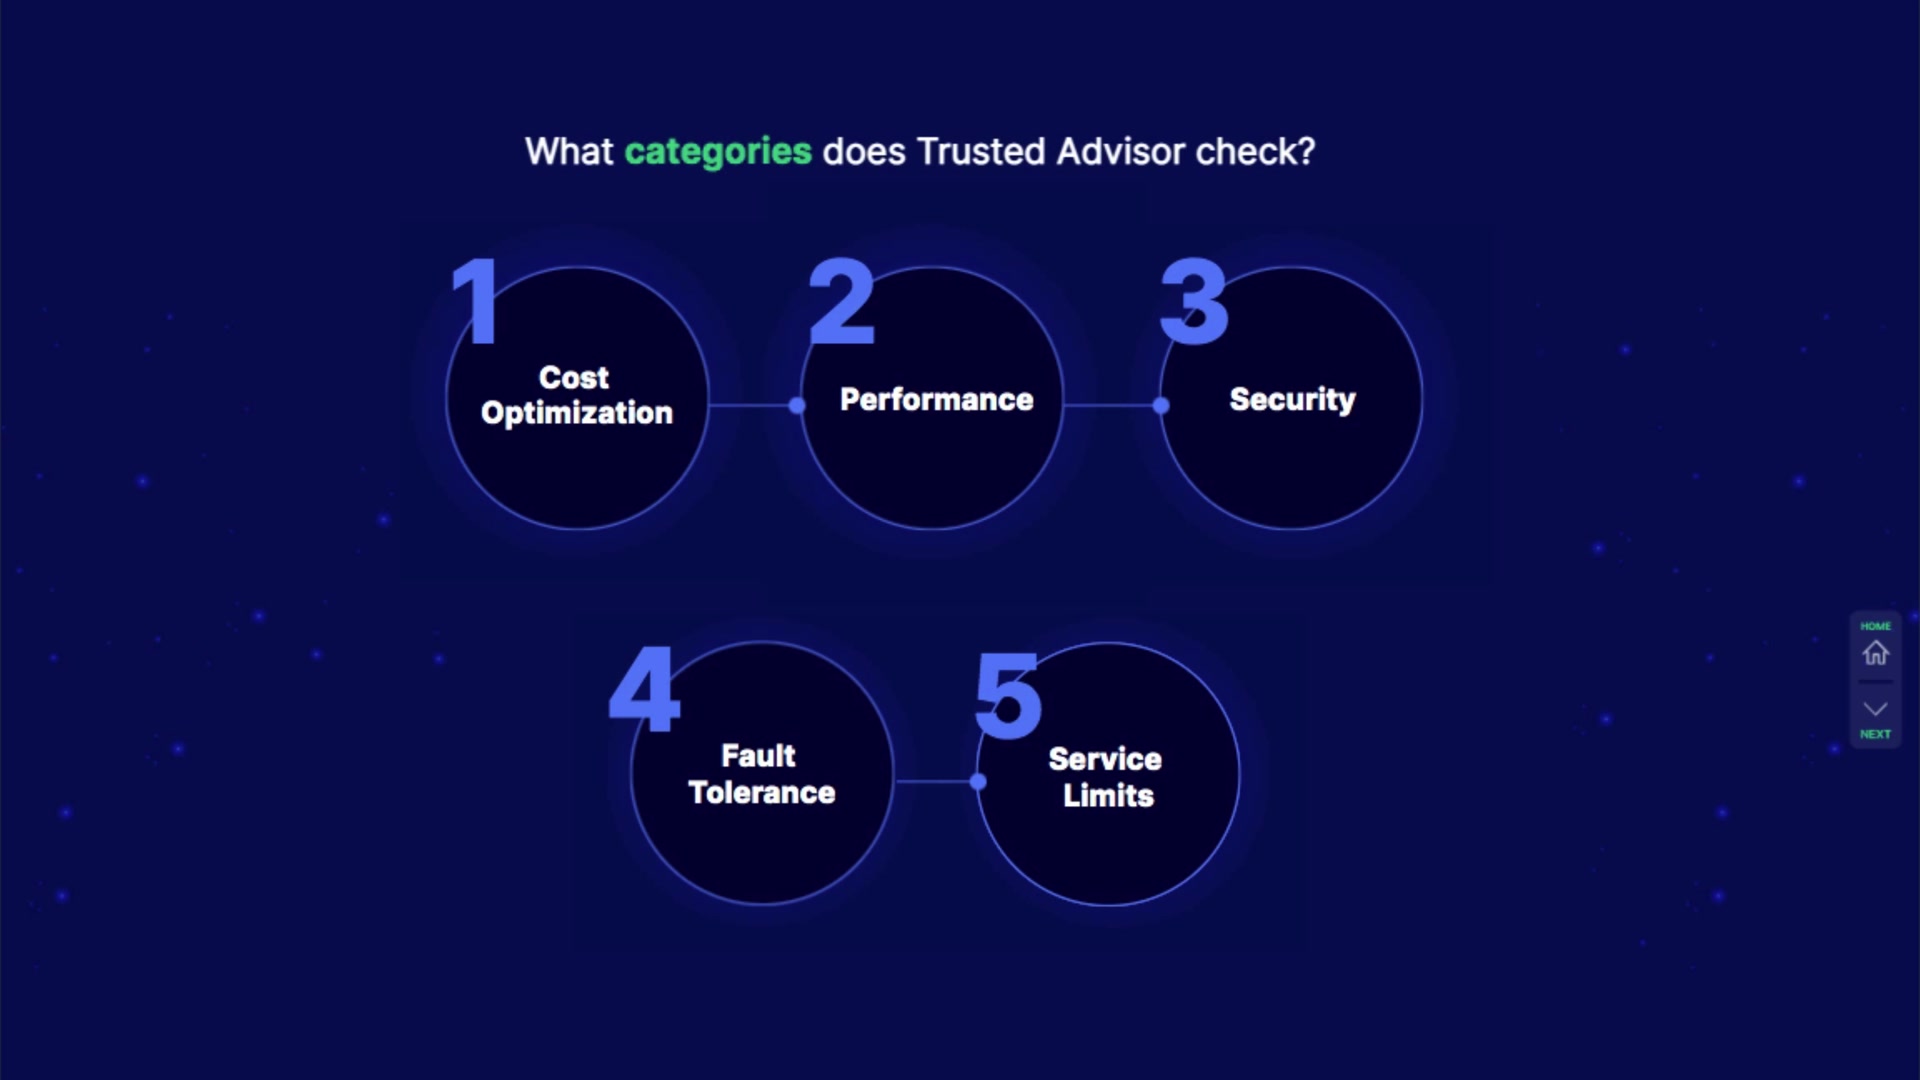 What categories does Trusted Advisor check?
1
Cost
Optimization
2
Performance
3
Security
4
Fault
Tolerance
5
Service
Limits
HOME
NEXT